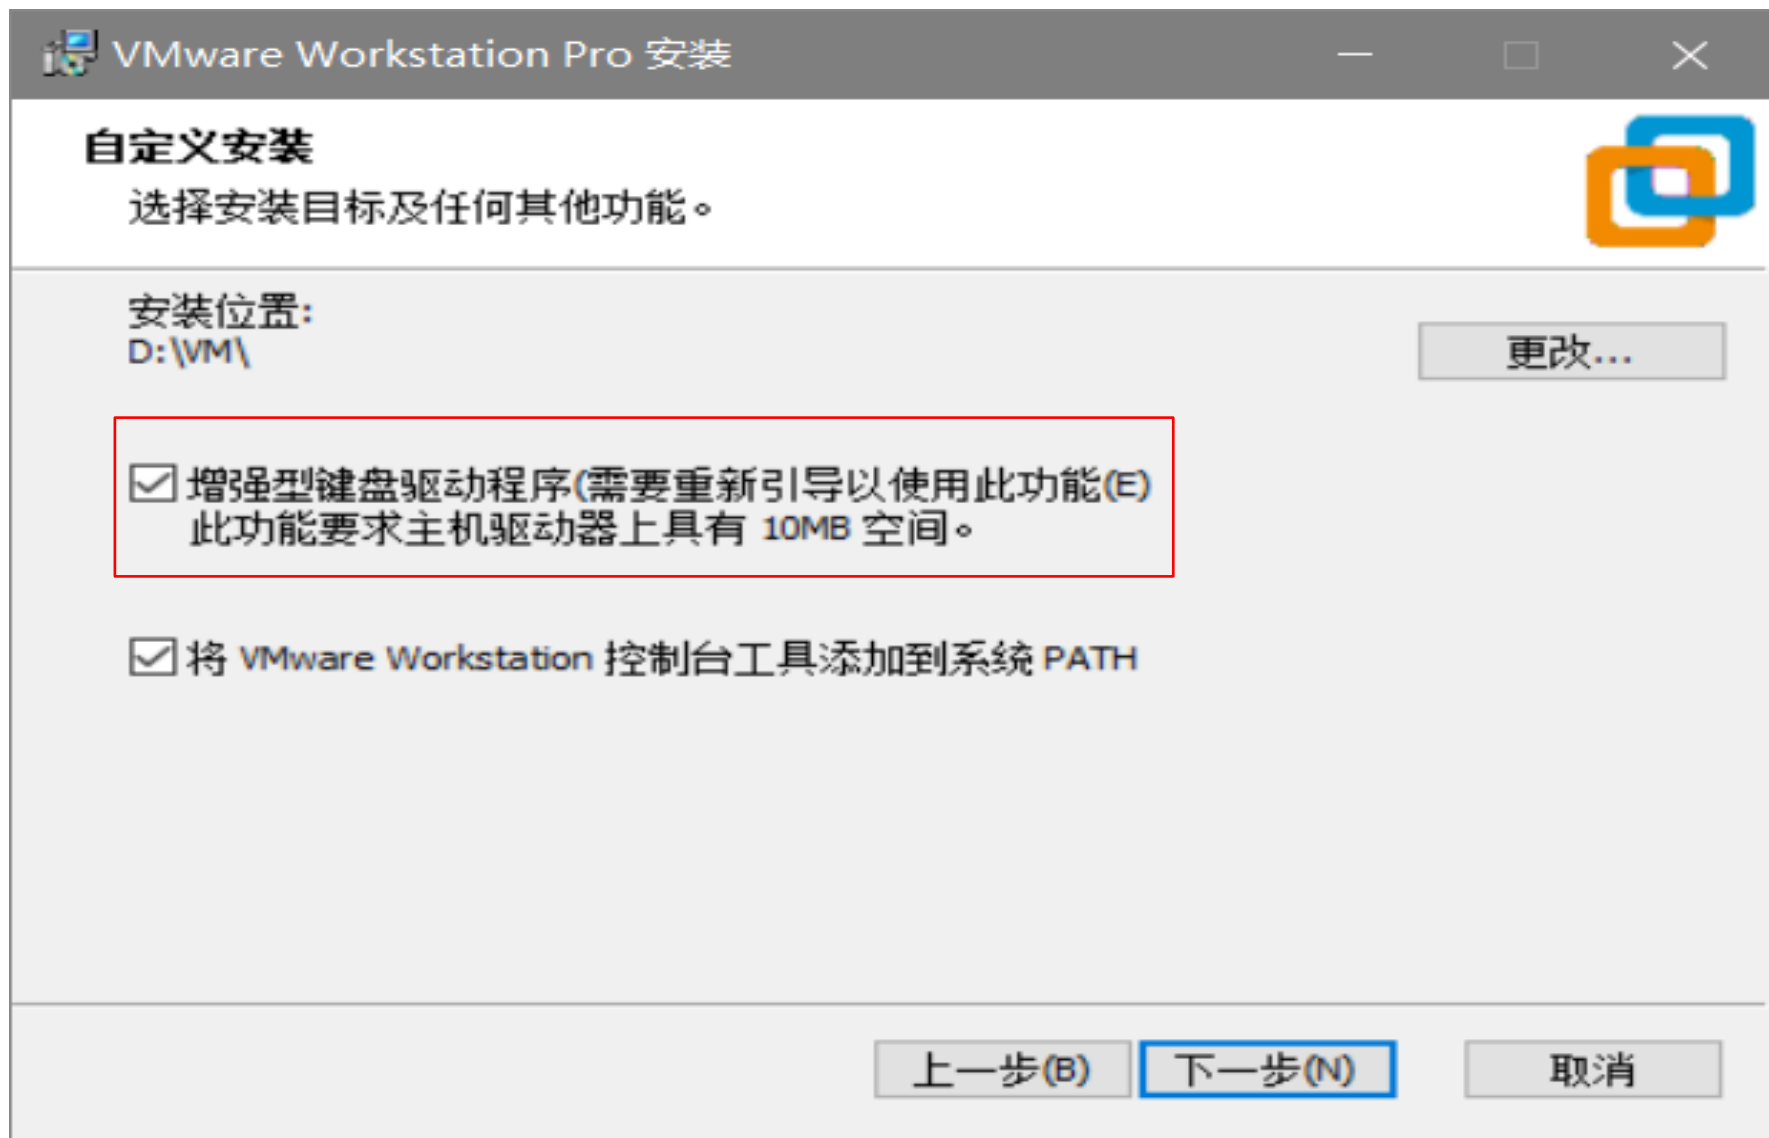 VMware Workstation Pro 安装
自定义安装
选择安装目标及任何其他功能。
安装位置:
D:\VM\
更改...
增强型键盘驱动程序(需要重新引导以使用此功能(E)
此功能要求主机驱动器上具有 10MB 空间。
将 VMware Workstation 控制台工具添加到系统 PATH
上一步(B)
下一步(N)
取消